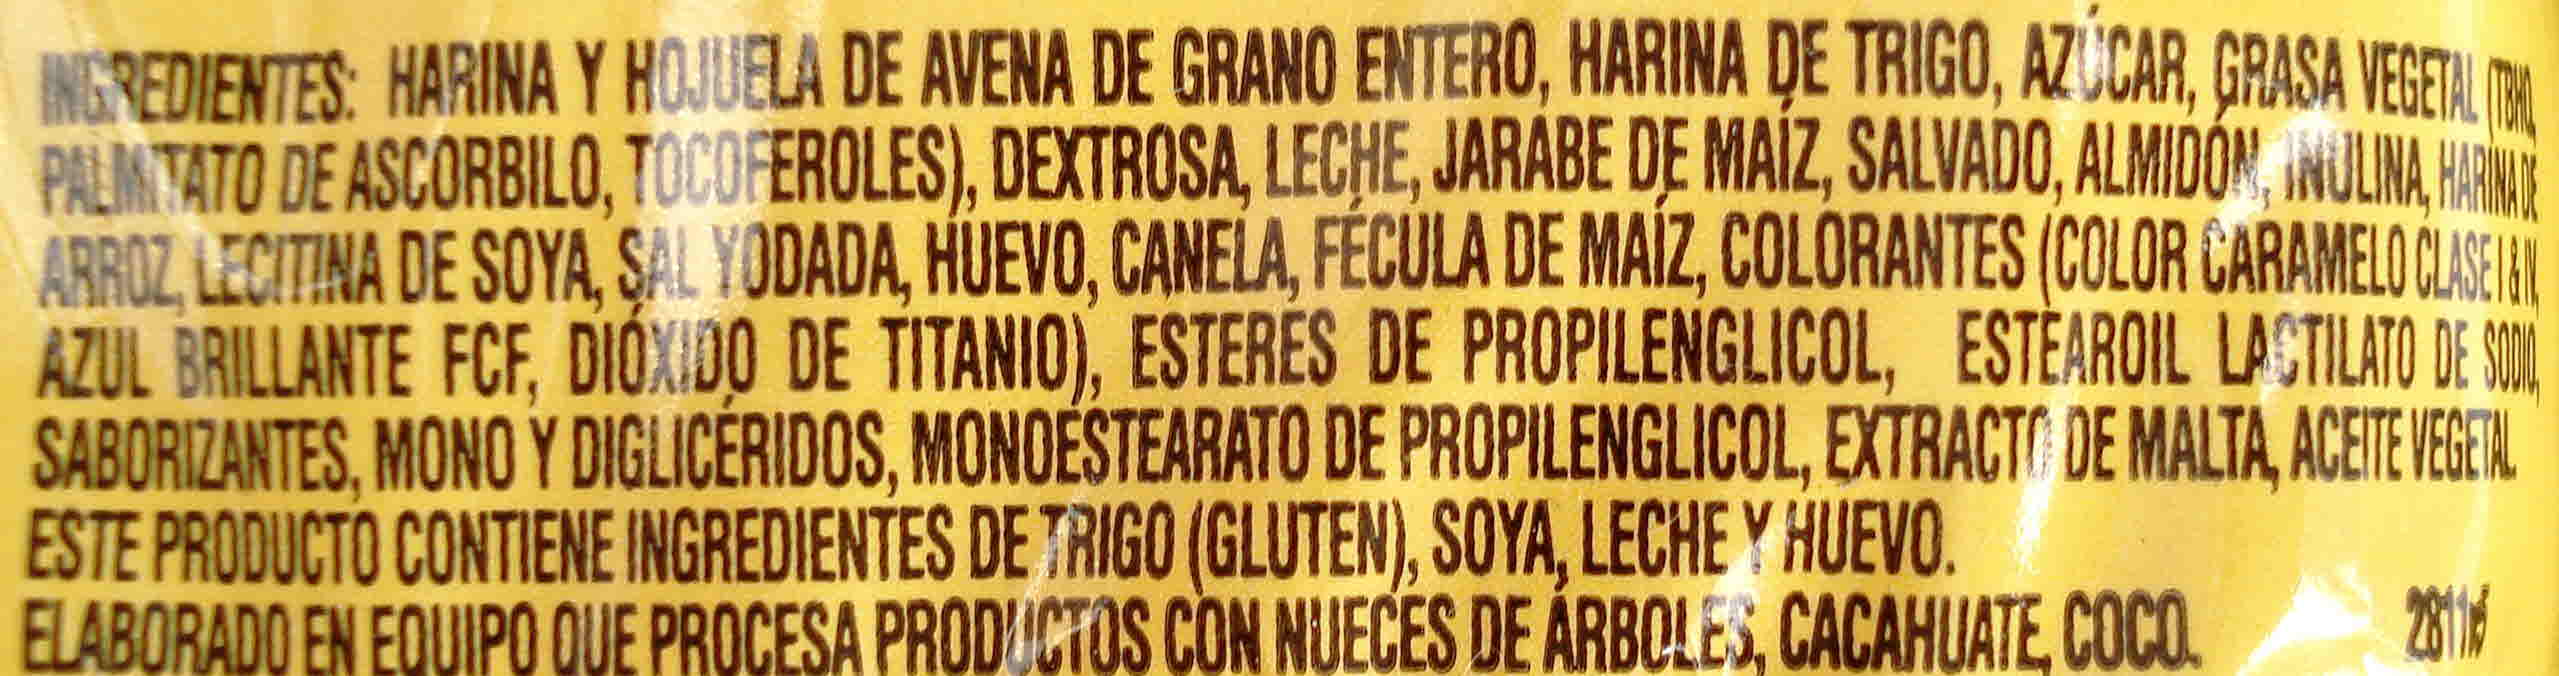 INGREDIENTES: HARINA Y HOJUELA DE AVENA DE GRANO ENTERO, HARINA DE TRIGO, AZÚCAR, GRASA VEGETAL (TBHQ,
PALMITATO DE ASCORBILO, TOCOFEROLES), DEXTROSA, LECHE, JARABE DE MAÍZ, SALVADO, ALMIDÓN, INULINA, HARINA DE
ARROZ, LECITINA DE SOYA, SAL YODADA, HUEVO, CANELA, FÉCULA DE MAÍZ, COLORANTES (COLOR CARAMELO CLASE I & IV,
AZUL BRILLANTE FCF, DIÓXIDO DE TITANIO), ESTERES DE PROPILENGLICOL, ESTEAROIL LACTILATO DE SODIO,
SABORIZANTES, MONO Y DIGLICÉRIDOS, MONOESTEARATO DE PROPILENGLICOL, EXTRACTO DE MALTA, ACEITE VEGETAL.
ESTE PRODUCTO CONTIENE INGREDIENTES DE TRIGO (GLUTEN), SOYA, LECHE Y HUEVO.
ELABORADO EN EQUIPO QUE PROCESA PRODUCTOS CON NUECES DE ÁRBOLES, CACAHUATE, COCO.